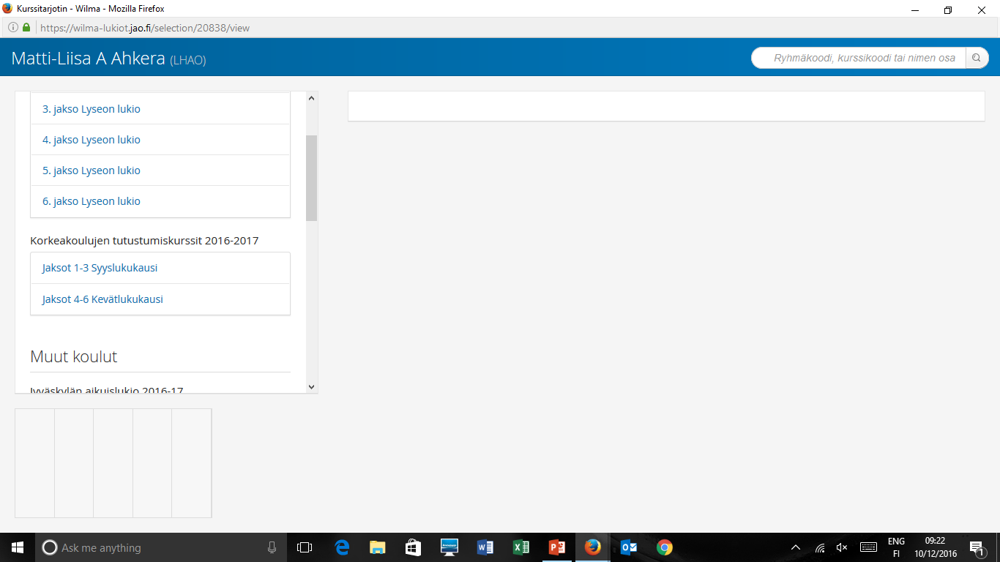 Kurssitarjotin - Wilma - Mozilla Firefox
https://wilma-lukiot.jao.fi/selection/20838/view
Matti-Liisa A Ahkera (LHAO)
Ryhmäkoodi, kurssikoodi tai nimen osa
3. jakso Lyseon lukio
4. jakso Lyseon lukio
5. jakso Lyseon lukio
6. jakso Lyseon lukio
Korkeakoulujen tutustumiskurssit 2016-2017
Jaksot 1-3 Syyslukukausi
Jaksot 4-6 Kevätlukukausi
Muut koulut
Jyväskylän aikuislukio 2016-17
Ask me anything
ENG
FI
09:22
10/12/2016
1